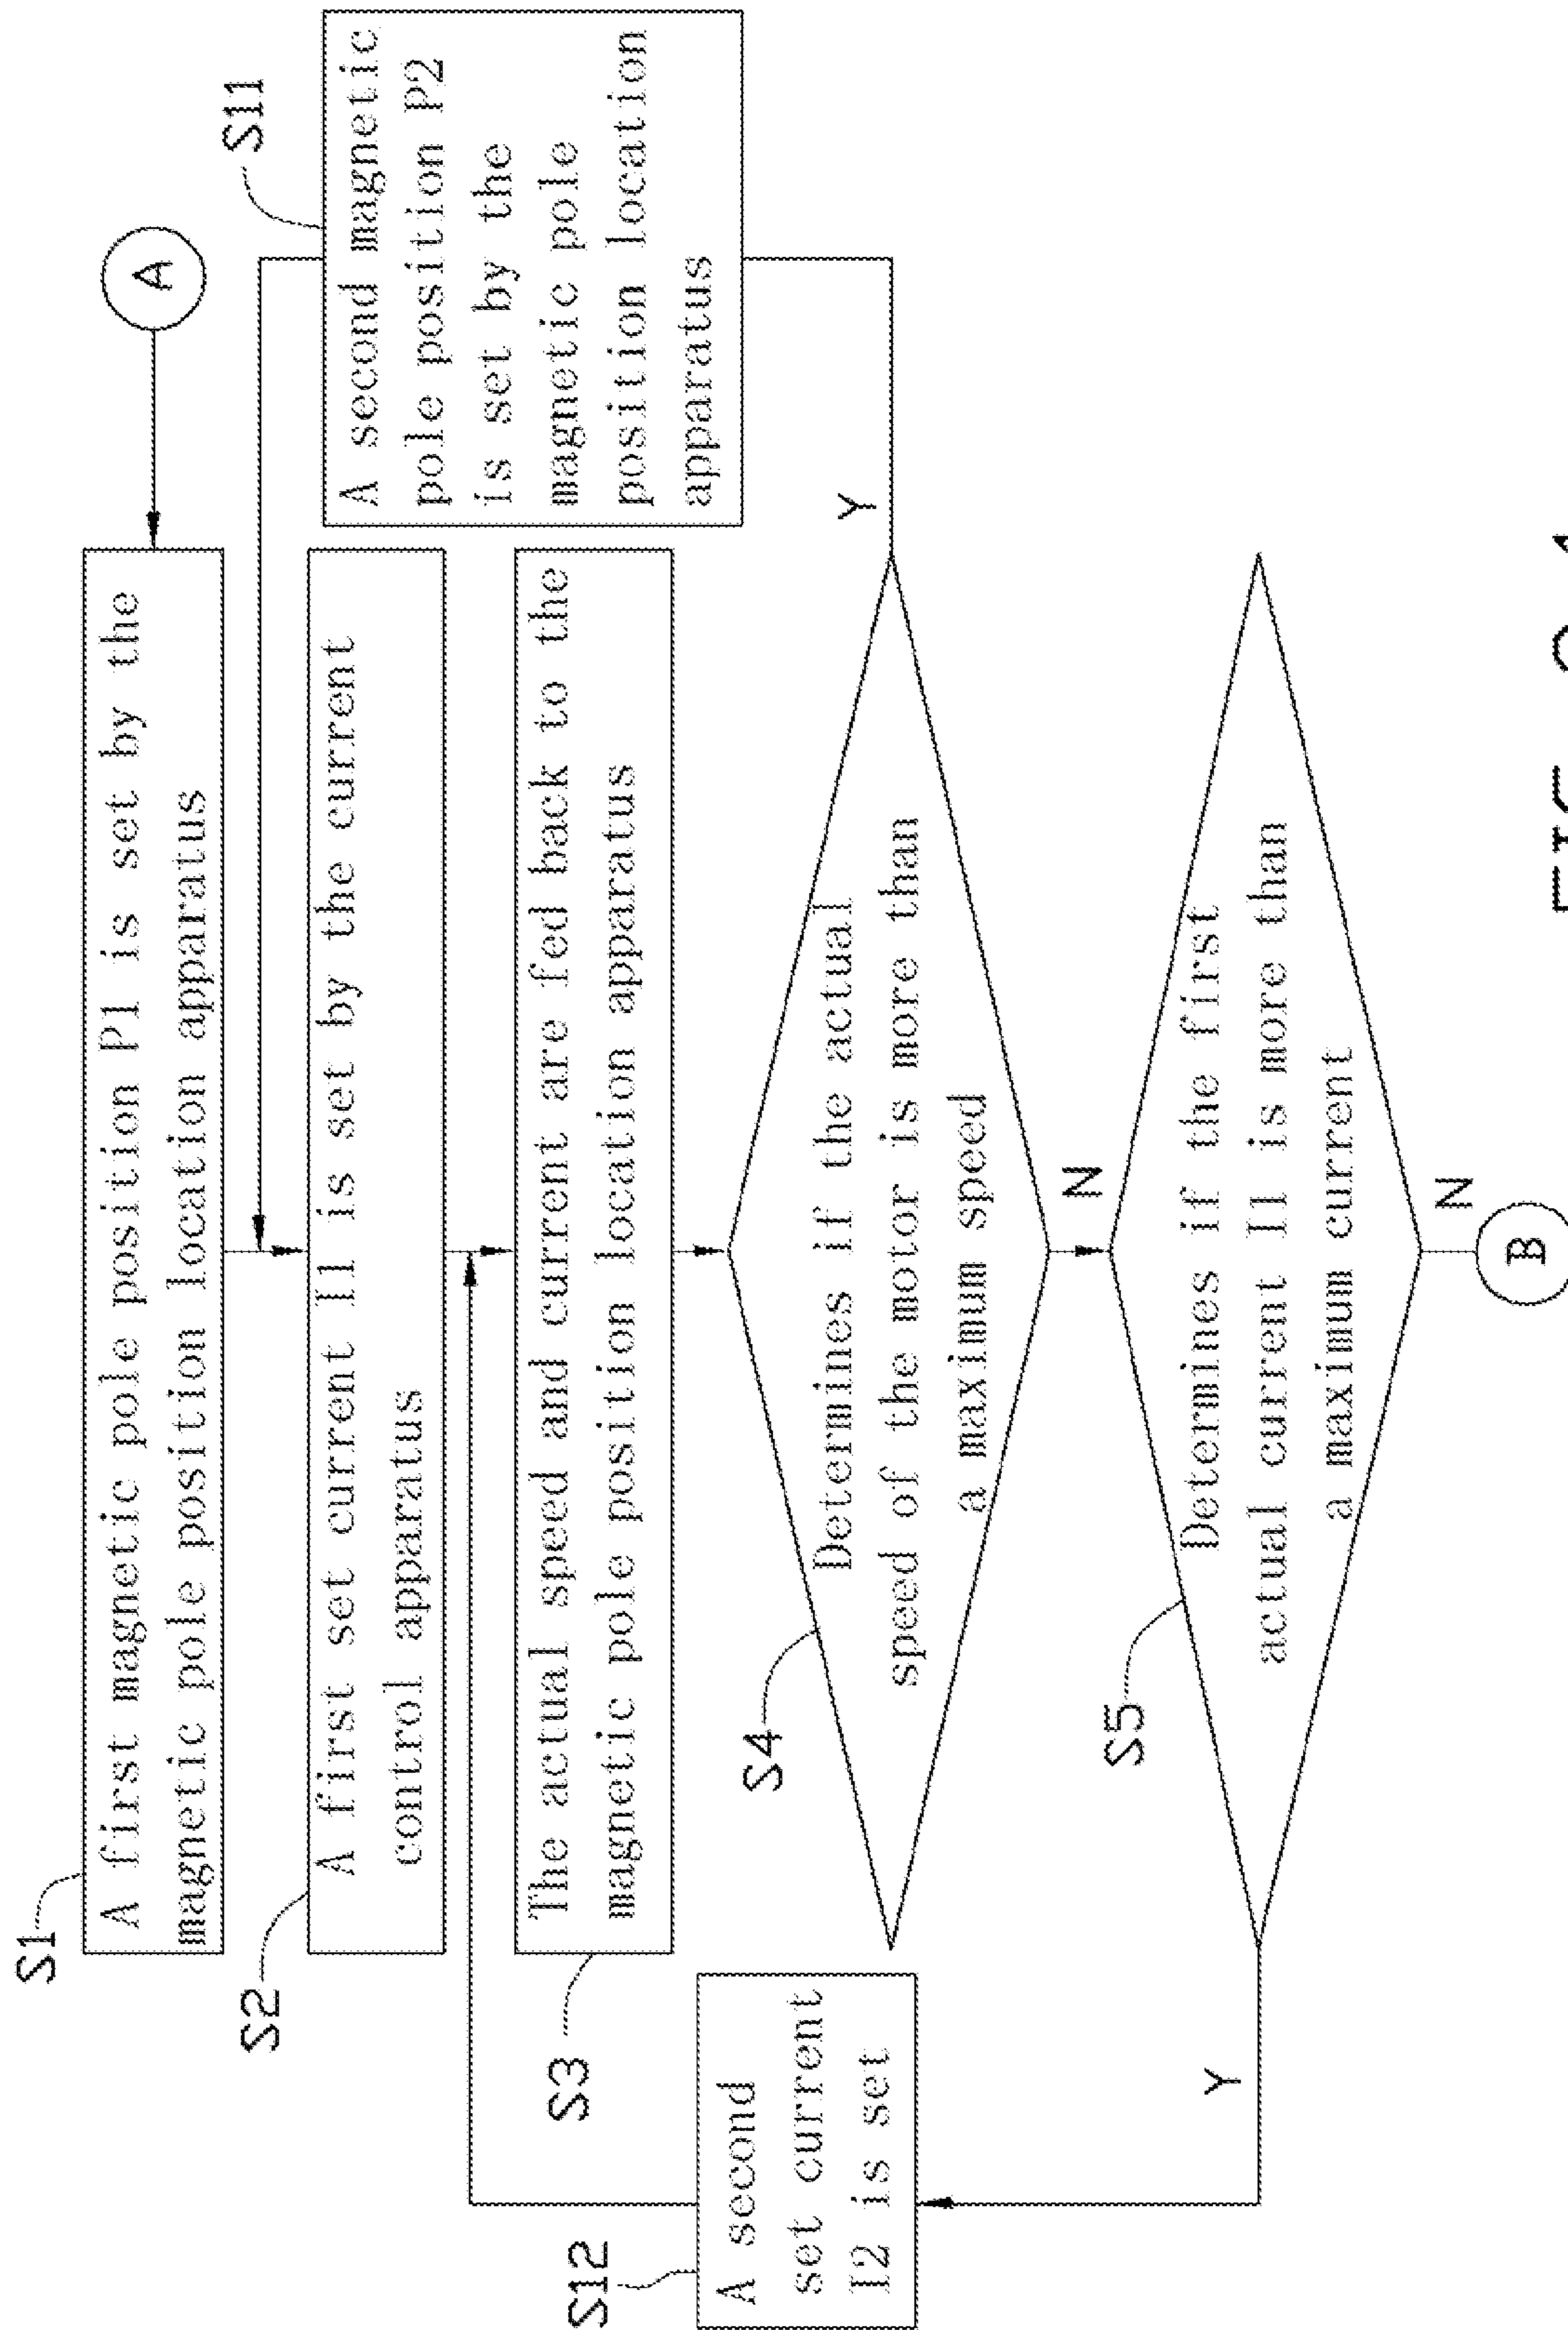 S1
A first magnetic pole position P1 is set by the
magnetic pole position location apparatus
A
S2
A first set current I1 is set by the current
control apparatus
S11
A second magnetic
pole position P2
is set by the
magnetic pole
position location
apparatus
S3
The actual speed and current are fed back to the
magnetic pole position location apparatus
S12
A second
set current
I2 is set
S4
Determines if the actual
speed of the motor is more than
a maximum speed
Y
N
S5
Determines if the first
actual current I1 is more than
a maximum current
Y
N
B